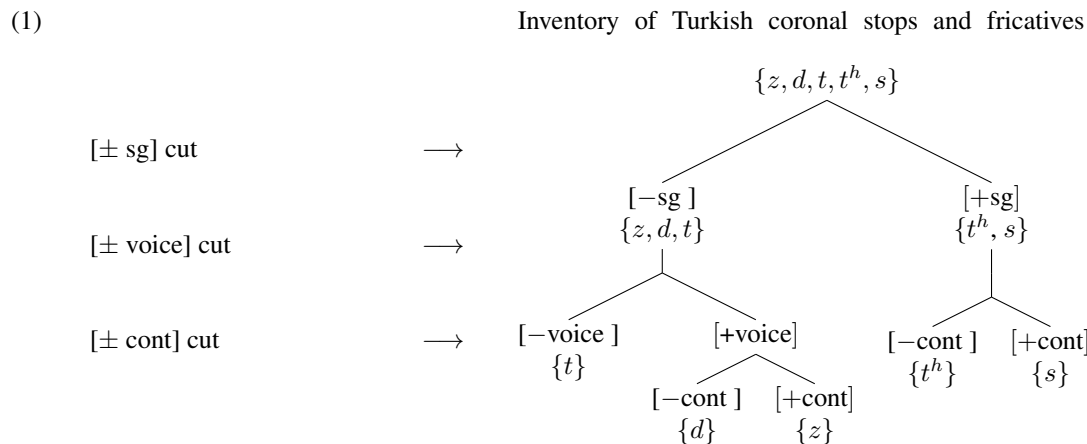 (1) Inventory of Turkish coronal stops and fricatives
{z, d, t, tʰ, s}
[± sg] cut →
[−sg ] [+sg]
{z, d, t} {tʰ, s}
[± voice] cut →
[± cont] cut →
[−voice ] [+voice] [−cont ] [+cont]
{t} {tʰ} {s}
[−cont ] [+cont]
{d} {z}